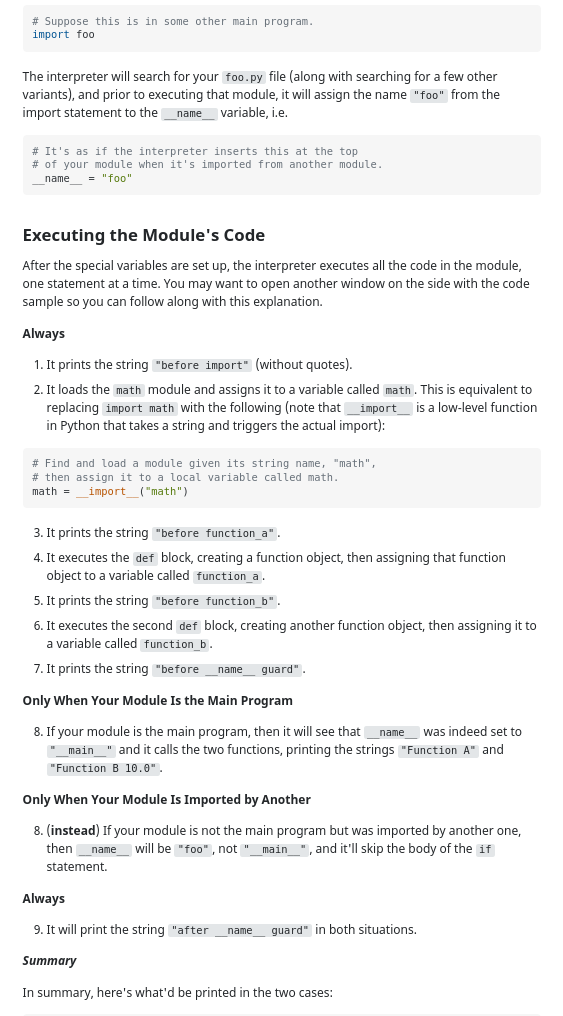 # Suppose this is in some other main program.
import foo
The interpreter will search for your foo.py file (along with searching for a few other
variants), and prior to executing that module, it will assign the name "foo" from the
import statement to the __name__ variable, i.e.
# It's as if the interpreter inserts this at the top
# of your module when it's imported from another module.
__name__ = "foo"
Executing the Module's Code
After the special variables are set up, the interpreter executes all the code in the module,
one statement at a time. You may want to open another window on the side with the code
sample so you can follow along with this explanation.
Always
1. It prints the string "before import" (without quotes).
2. It loads the math module and assigns it to a variable called math. This is equivalent to
replacing import math with the following (note that __import__ is a low-level function
in Python that takes a string and triggers the actual import):
# Find and load a module given its string name, "math",
# then assign it to a local variable called math.
math = __import__("math")
3. It prints the string "before function_a".
4. It executes the def block, creating a function object, then assigning that function
object to a variable called function_a.
5. It prints the string "before function_b".
6. It executes the second def block, creating another function object, then assigning it to
a variable called function_b.
7. It prints the string "before __name__ guard".
Only When Your Module Is the Main Program
8. If your module is the main program, then it will see that __name__ was indeed set to
"__main__" and it calls the two functions, printing the strings "Function A" and
"Function B 10.0".
Only When Your Module Is Imported by Another
8. (instead) If your module is not the main program but was imported by another one,
then __name__ will be "foo", not "__main__", and it'll skip the body of the if
statement.
Always
9. It will print the string "after __name__ guard" in both situations.
Summary
In summary, here's what'd be printed in the two cases: